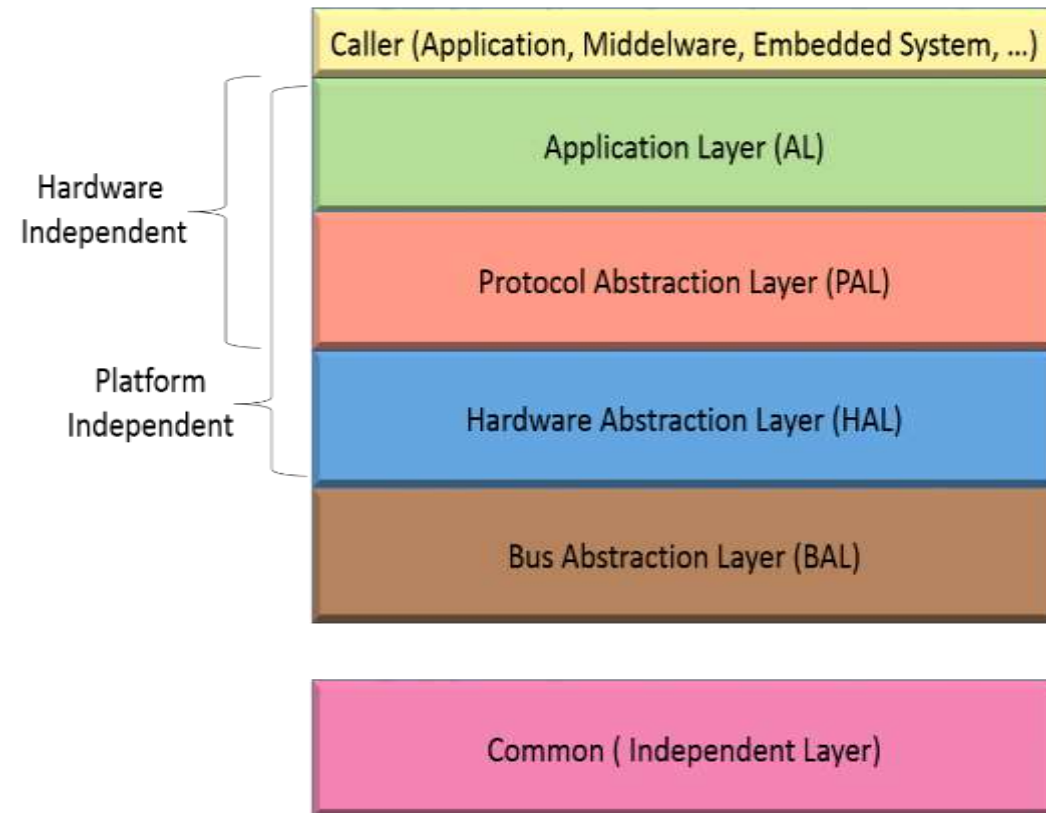 Caller (Application, Middelware, Embedded System, ...)
Application Layer (AL)
Hardware
Independent
Protocol Abstraction Layer (PAL)
Platform
Independent
Hardware Abstraction Layer (HAL)
Bus Abstraction Layer (BAL)
Common ( Independent Layer)